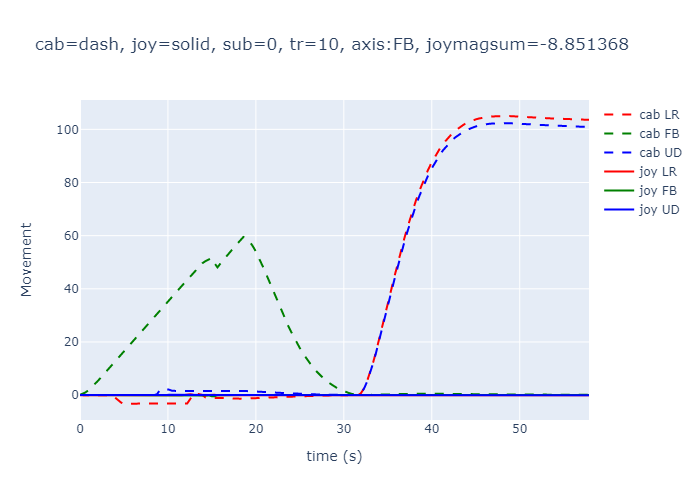 cab=dash, joy=solid, sub=0, tr=10, axis:FB, joymagsum=-8.851368
cab LR
cab FB
cab UD
joy LR
joy FB
joy UD
Movement
100
80
60
40
20
0
0 10 20 30 40 50
time (s)